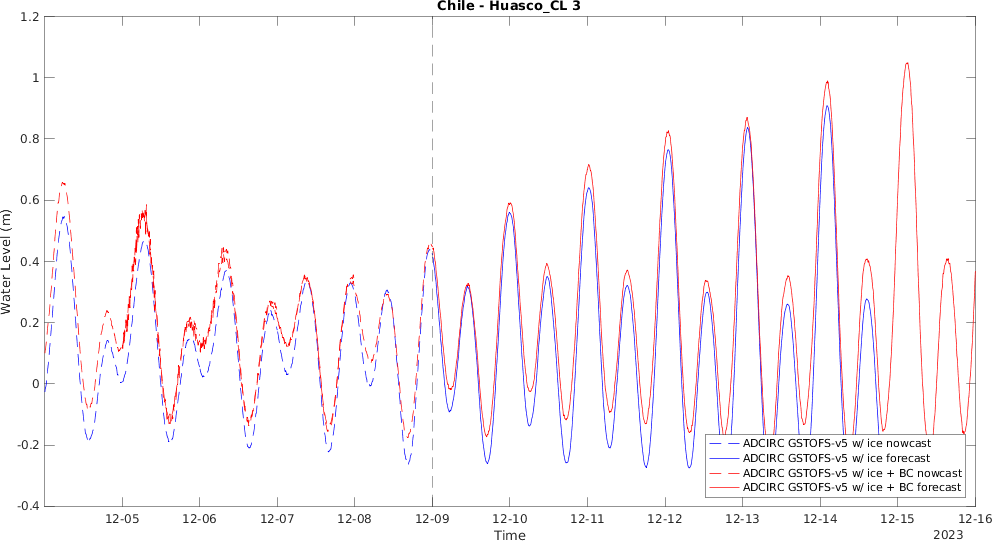 Chile - Huasco_CL 3
1.2
1
0.8
0.6
0.4
0.2
0
-0.2
-0.4
Water Level (m)
ADCIRC GSTOFS-v5 w/ ice nowcast
ADCIRC GSTOFS-v5 w/ ice forecast
ADCIRC GSTOFS-v5 w/ ice + BC nowcast
ADCIRC GSTOFS-v5 w/ ice + BC forecast
12-05 12-06 12-07 12-08 12-09 12-10 12-11 12-12 12-13 12-14 12-15 12-16
Time
2023